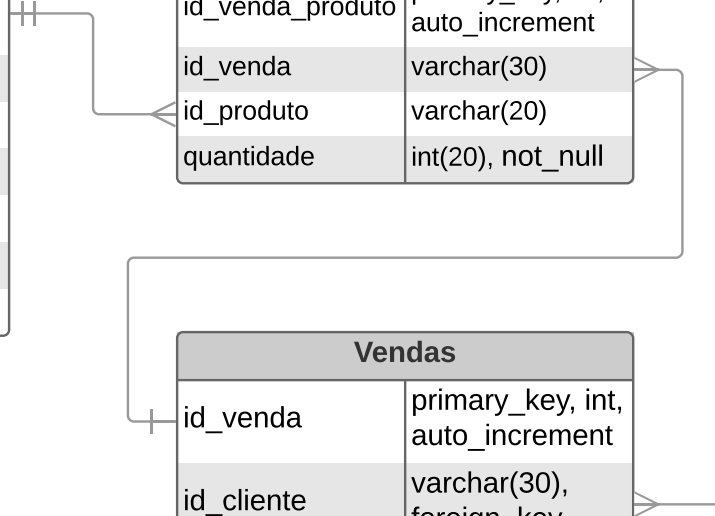 id_venda_produto
auto_increment
id_venda varchar(30)
id_produto varchar(20)
quantidade int(20), not_null
Vendas
primary_key, int,
id_venda
auto_increment
varchar(30),
id_cliente